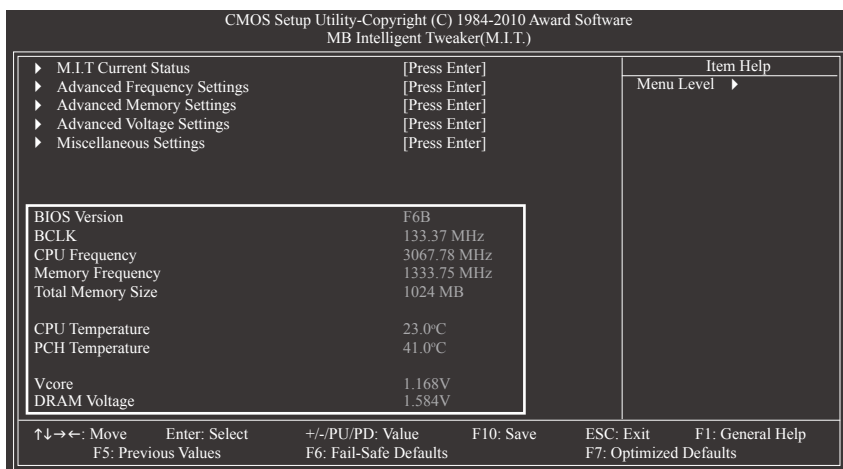 CMOS Setup Utility-Copyright (C) 1984-2010 Award Software
MB Intelligent Tweaker(M.I.T.)
M.I.T Current Status [Press Enter] Item Help
Advanced Frequency Settings [Press Enter] Menu Level
Advanced Memory Settings [Press Enter]
Advanced Voltage Settings [Press Enter]
Miscellaneous Settings [Press Enter]
BIOS Version F6B
BCLK 133.37 MHz
CPU Frequency 3067.78 MHz
Memory Frequency 1333.75 MHz
Total Memory Size 1024 MB
CPU Temperature 23.0°C
PCH Temperature 41.0°C
Vcore 1.168V
DRAM Voltage 1.584V
↑↓→←: Move Enter: Select +/-/PU/PD: Value F10: Save ESC: Exit F1: General Help
F5: Previous Values F6: Fail-Safe Defaults F7: Optimized Defaults